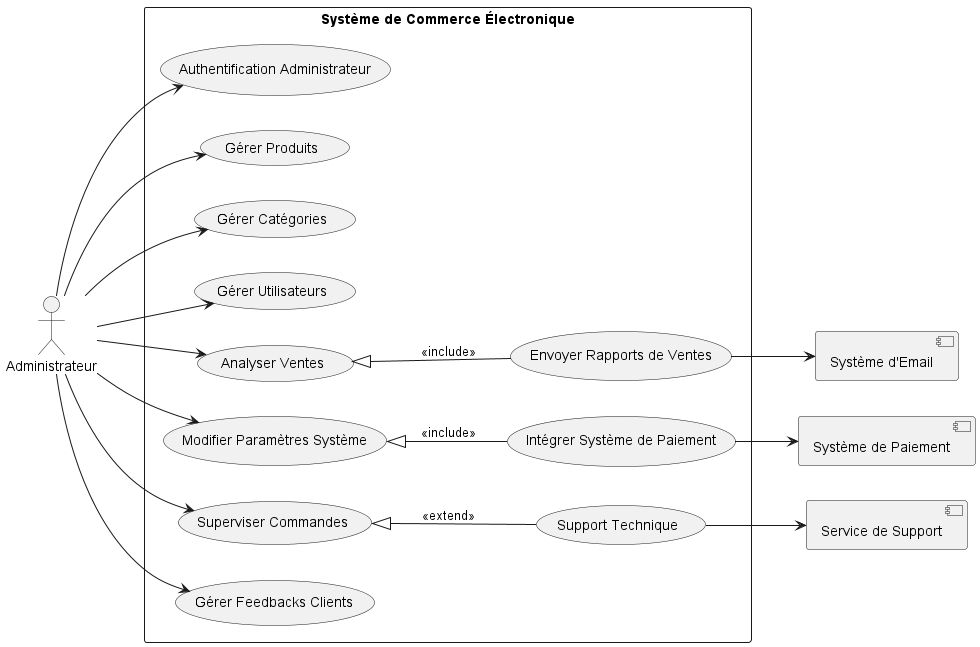 Système de Commerce Électronique
Authentification Administrateur
Gérer Produits
Gérer Catégories
Gérer Utilisateurs
Administrateur
Analyser Ventes
«include»
Envoyer Rapports de Ventes
Système d'Email
Modifier Paramètres Système
«include»
Intégrer Système de Paiement
Système de Paiement
Superviser Commandes
«extend»
Support Technique
Service de Support
Gérer Feedbacks Clients